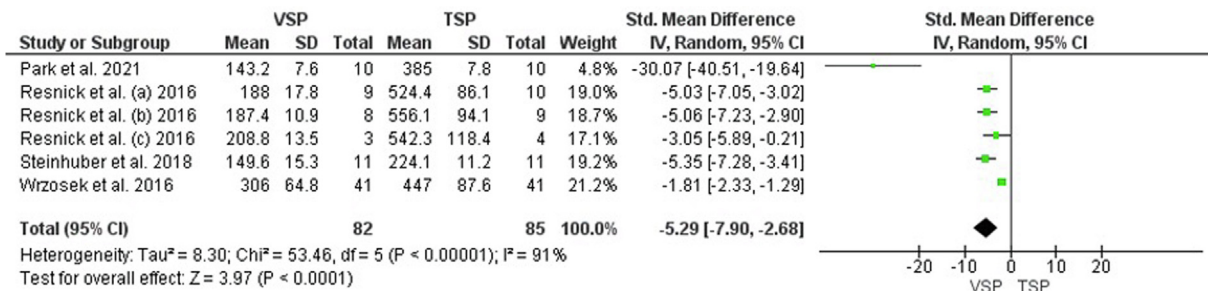 VSP TSP Std. Mean Difference Std. Mean Difference
Study or Subgroup Mean SD Total Mean SD Total Weight IV, Random, 95% CI IV, Random, 95% CI
Park et al. 2021 143.2 7.6 10 385 7.8 10 4.8% -30.07 [-40.51, -19.64]
Resnick et al. (a) 2016 188 17.8 9 524.4 86.1 10 19.0% -5.03 [-7.05, -3.02]
Resnick et al. (b) 2016 187.4 10.9 8 556.1 94.1 9 18.7% -5.06 [-7.23, -2.90]
Resnick et al. (c) 2016 208.8 13.5 3 542.3 118.4 4 17.1% -3.05 [-5.89, -0.21]
Steinhuber et al. 2018 149.6 15.3 11 224.1 11.2 11 19.2% -5.35 [-7.28, -3.41]
Wrzosek et al. 2016 306 64.8 41 447 87.6 41 21.2% -1.81 [-2.33, -1.29]
Total (95% CI) 82 85 100.0% -5.29 [-7.90, -2.68]
Heterogeneity: Tau² = 8.30; Chi² = 53.46, df = 5 (P < 0.00001); I² = 91%
Test for overall effect: Z = 3.97 (P < 0.0001)
-20 -10 0 10 20
VSP TSP